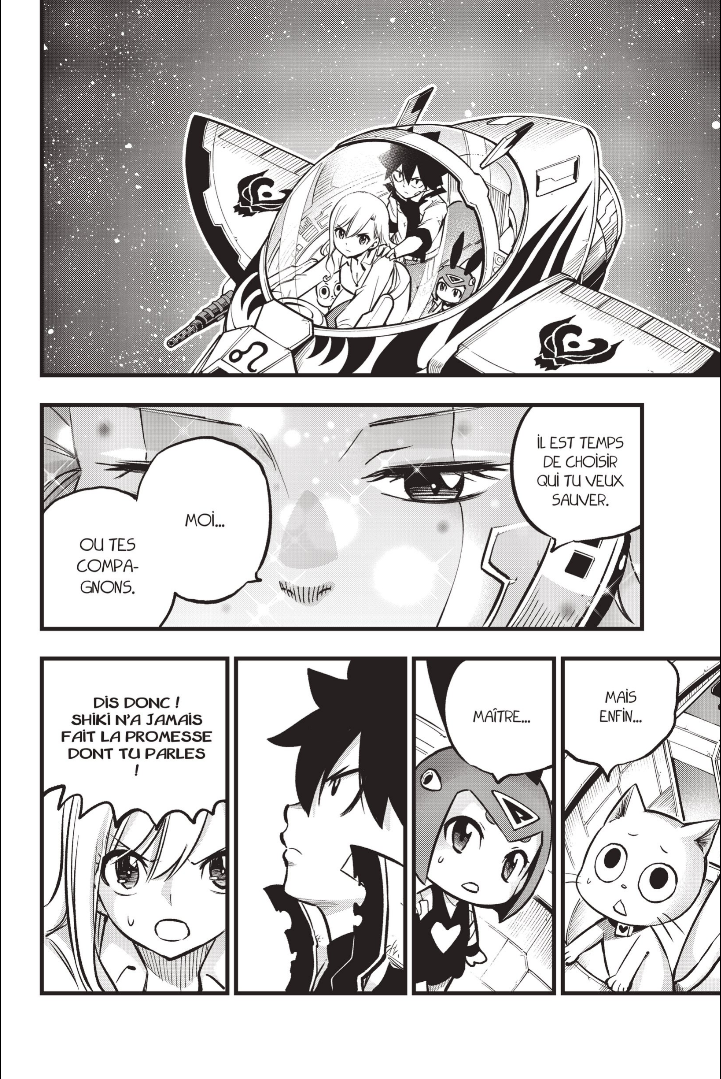 IL EST TEMPS
DE CHOISIR
QUI TU VEUX
SAUVER.
MOI...
OU TES
COMPA-
GNONS.
MAIS
ENFIN...
MAÎTRE...
DIS DONC !
SHIKI N'A JAMAIS
FAIT LA PROMESSE
DONT TU PARLES
!
A